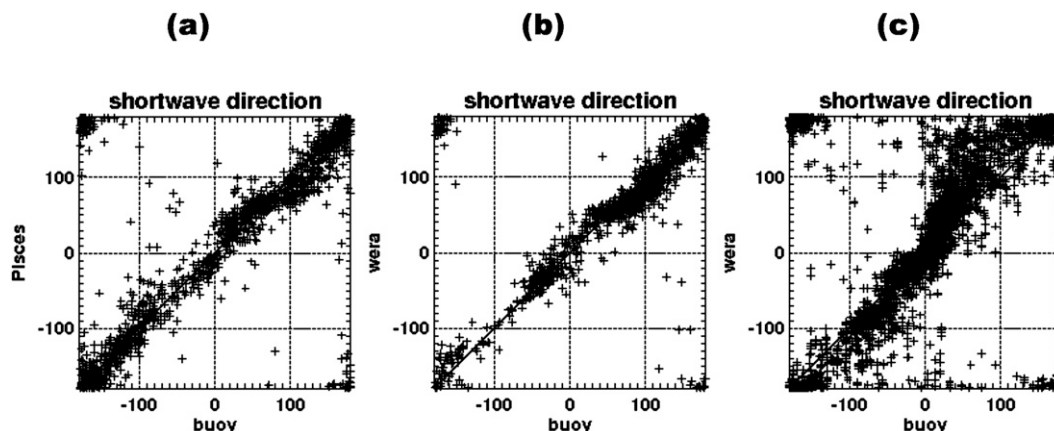 (a) (b) (c)
shortwave direction shortwave direction shortwave direction
100 100 100
PIsces wera wera
0 0 0
-100 -100 -100
-100 0 100 -100 0 100 -100 0 100
buoy buoy buoy